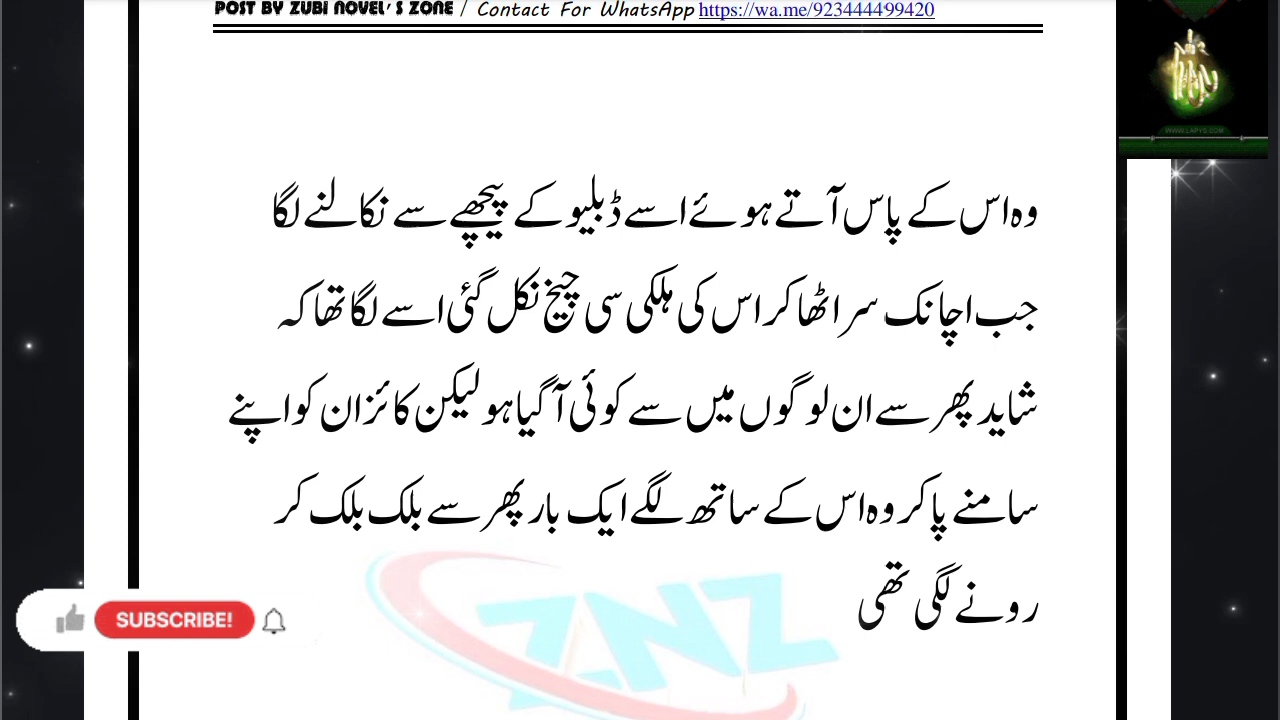 POST BY ZUBI NOVEL'S ZONE / Contact For WhatsApp https://wa.me/923444499420
WWW.LAPYS.COM
وہ اس کے پاس آتے ہوئے اسے ڈبلیو کے پیچھے سے نکالنے لگا
جب اچانک سر اٹھا کر اس کی ہلکی سی چیخ نکل گئی اسے لگا تھا کہ
شاید پھر سے ان لوگوں میں سے کوئی آگیا ہو لیکن کائزان کو اپنے
سامنے پا کر وہ اس کے ساتھ لگے ایک بار پھر سے بلک بلک کر
رونے لگی تھی
SUBSCRIBE!
ZNZ